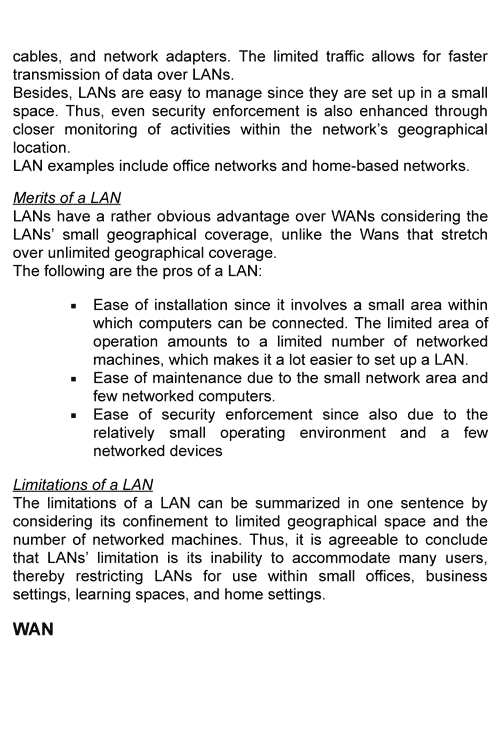 cables, and network adapters. The limited traffic allows for faster
transmission of data over LANs.
Besides, LANs are easy to manage since they are set up in a small
space. Thus, even security enforcement is also enhanced through
closer monitoring of activities within the network's geographical
location.
LAN examples include office networks and home-based networks.
Merits of a LAN
LANs have a rather obvious advantage over WANs considering the
LANs' small geographical coverage, unlike the Wans that stretch
over unlimited geographical coverage.
The following are the pros of a LAN:
▪ Ease of installation since it involves a small area within
which computers can be connected. The limited area of
operation amounts to a limited number of networked
machines, which makes it a lot easier to set up a LAN.
▪ Ease of maintenance due to the small network area and
few networked computers.
▪ Ease of security enforcement since also due to the
relatively small operating environment and a few
networked devices
Limitations of a LAN
The limitations of a LAN can be summarized in one sentence by
considering its confinement to limited geographical space and the
number of networked machines. Thus, it is agreeable to conclude
that LANs' limitation is its inability to accommodate many users,
thereby restricting LANs for use within small offices, business
settings, learning spaces, and home settings.
WAN